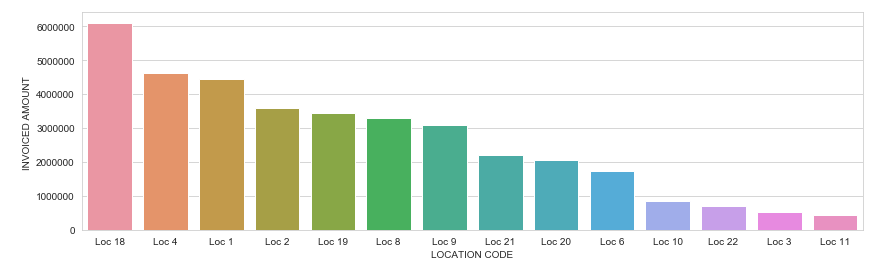 INVOICED AMOUNT
6000000
5000000
4000000
3000000
2000000
1000000
0
Loc 18 Loc 4 Loc 1 Loc 2 Loc 19 Loc 8 Loc 9 Loc 21 Loc 20 Loc 6 Loc 10 Loc 22 Loc 3 Loc 11
LOCATION CODE